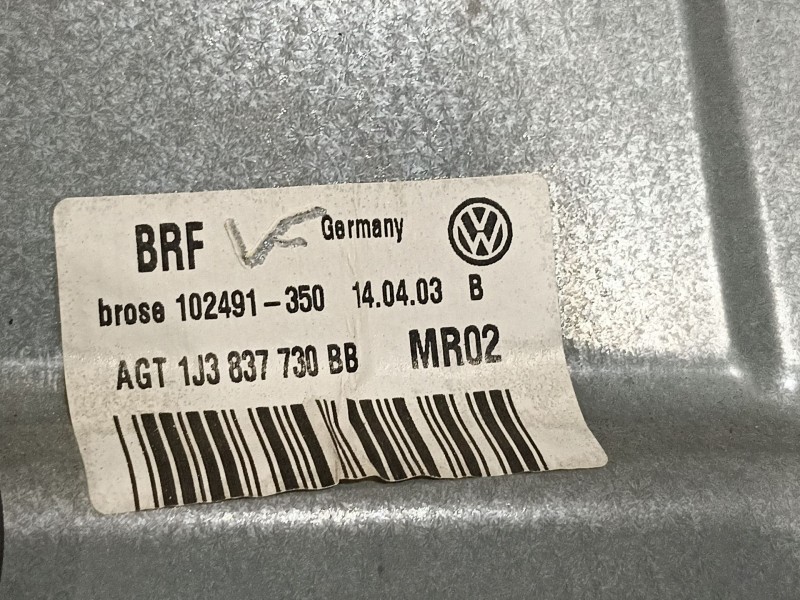 BRF Germany
brose 102491-350 14.04.03 B
AGT 1J3 837 730 BB MR02